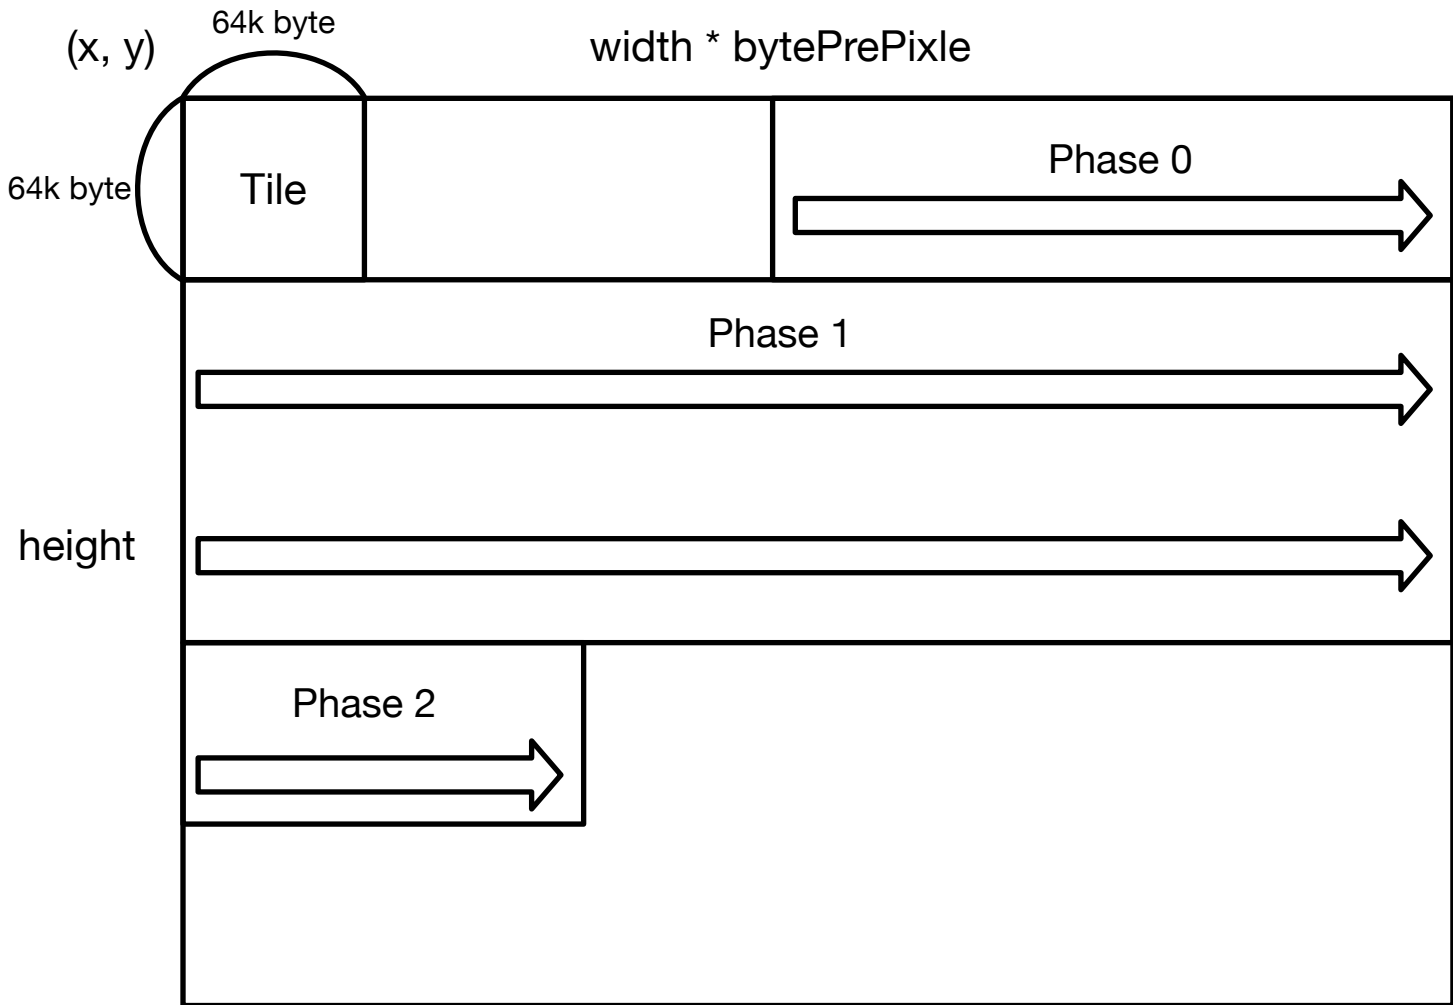 64k byte
(x, y)
width * bytePrePixle
64k byte
Tile
Phase 0
Phase 1
height
Phase 2